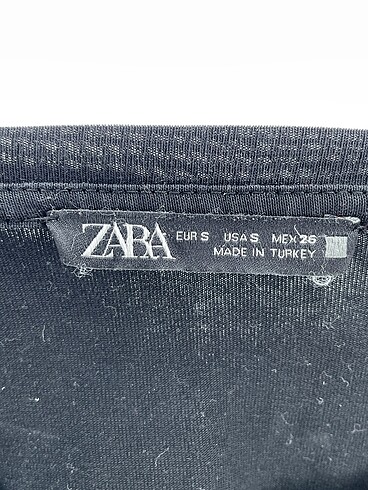 ZARA EUR S USA S MEX 26
MADE IN TURKEY